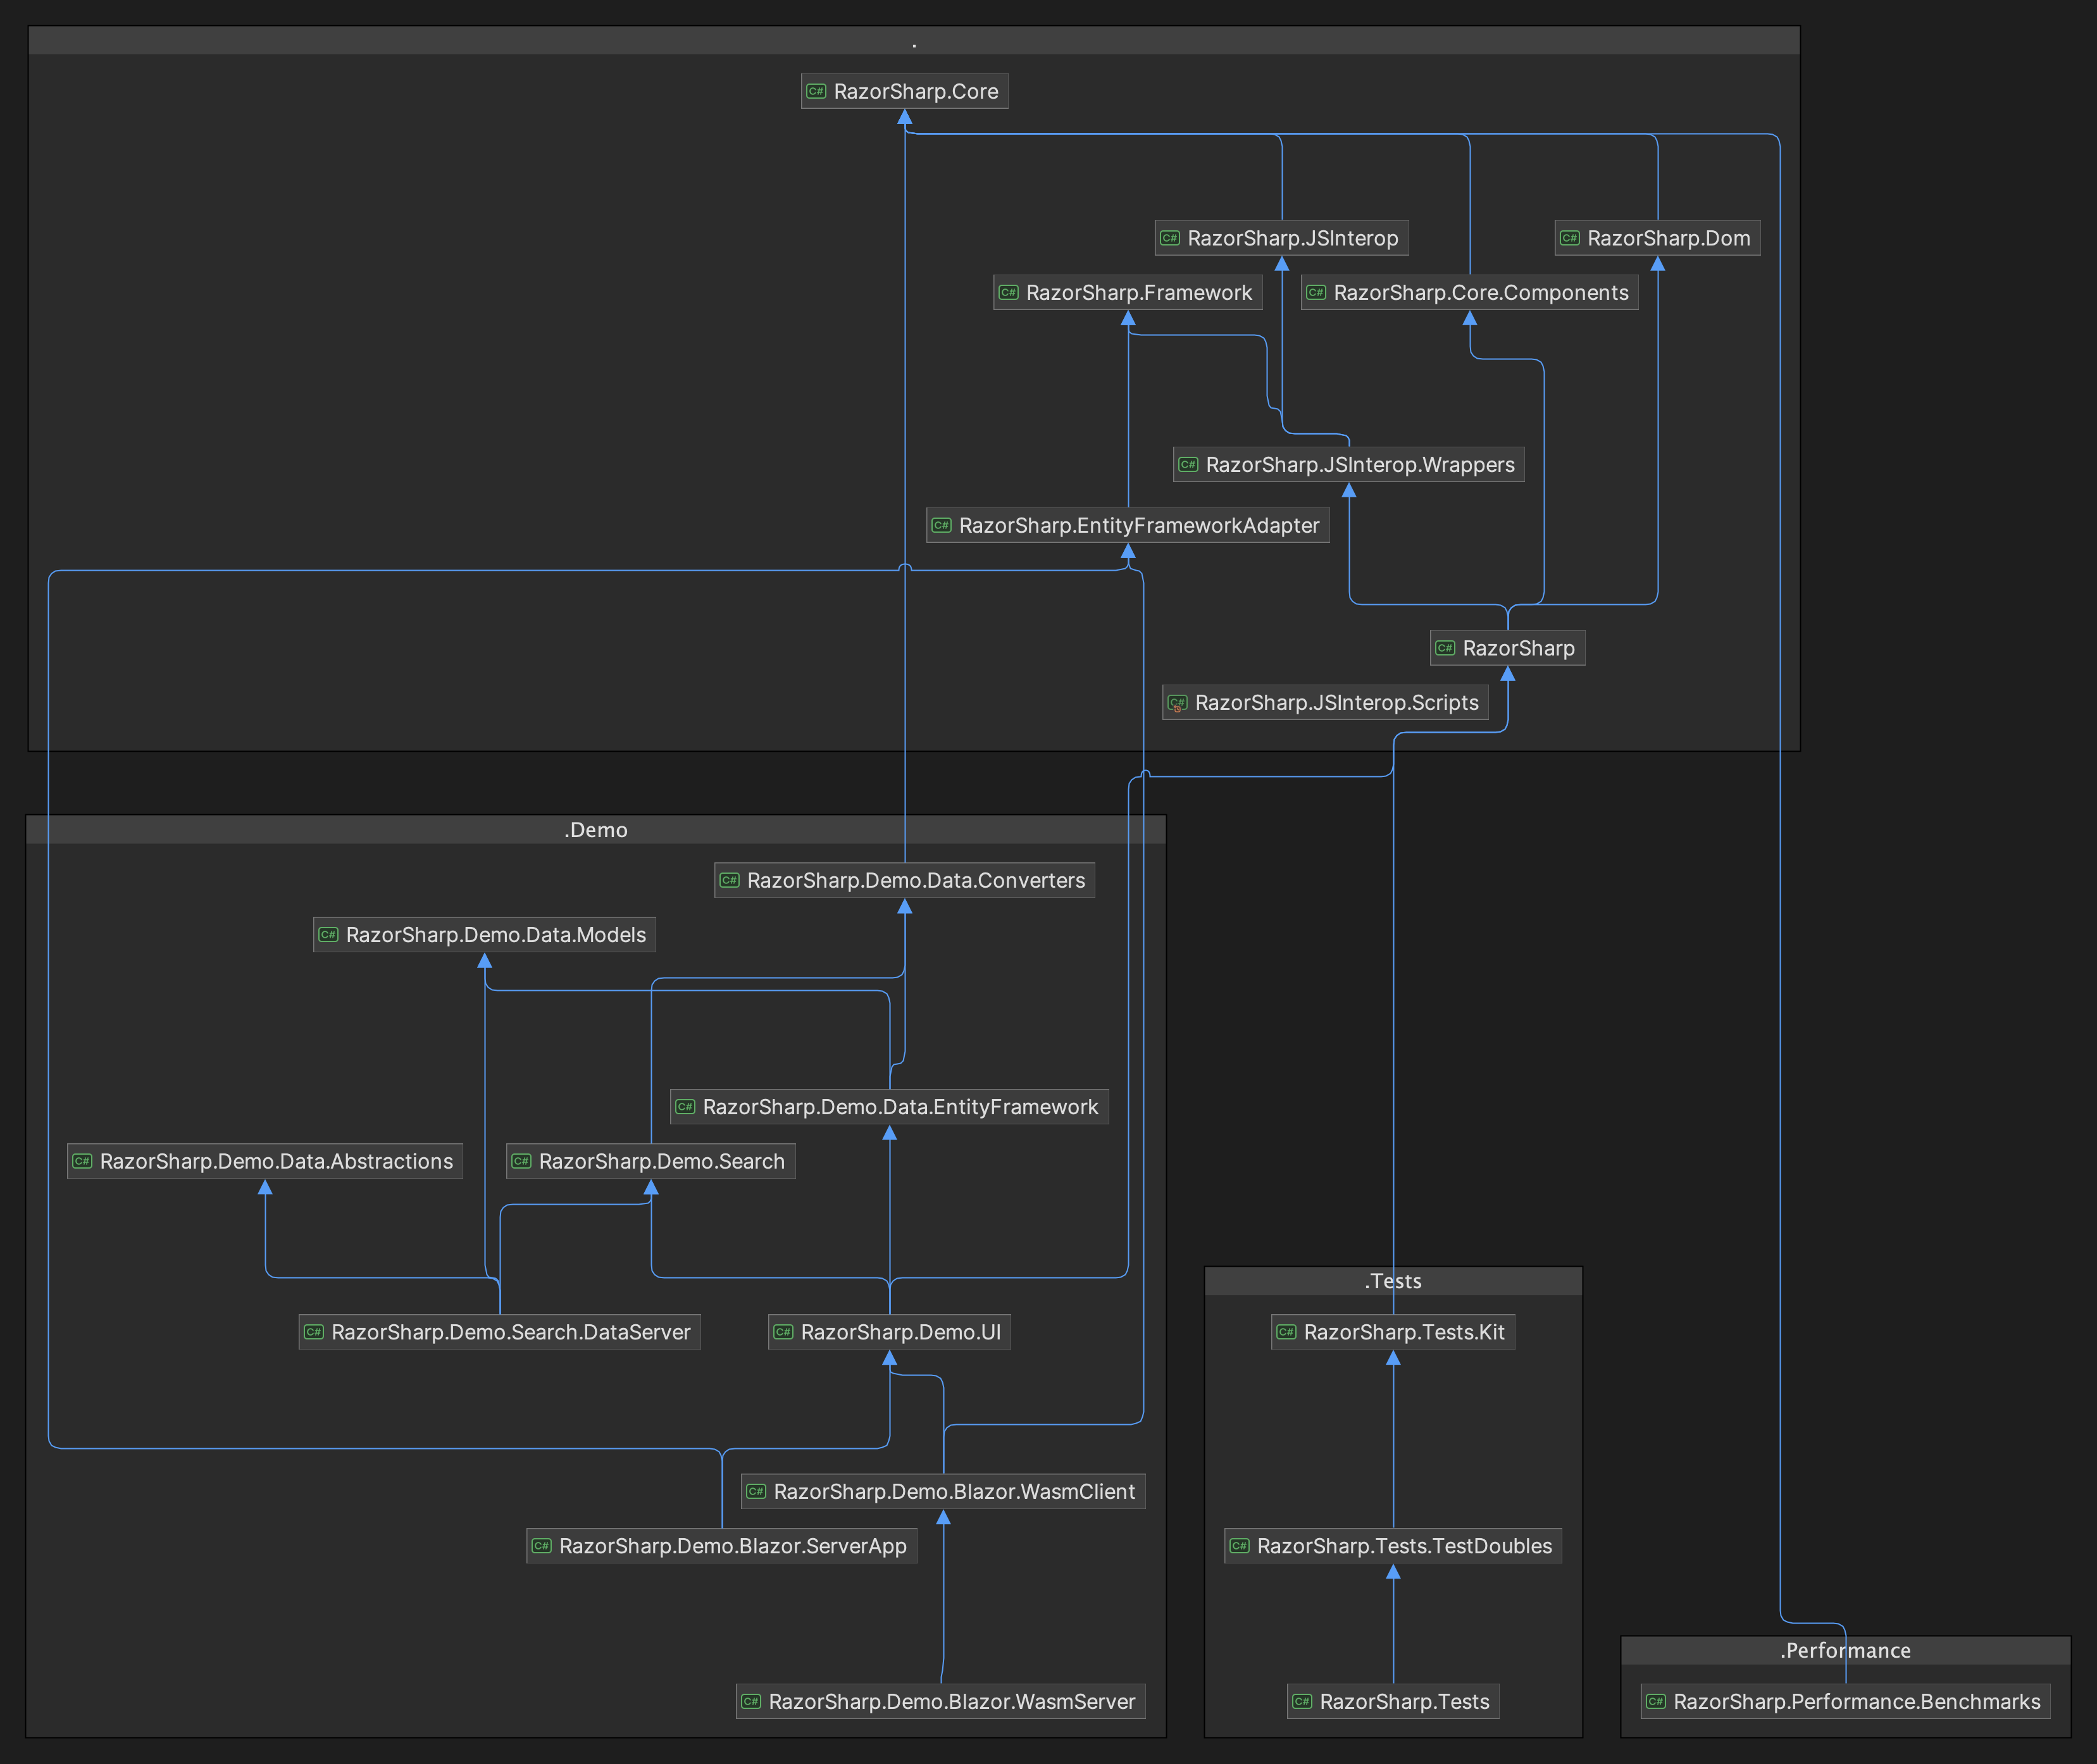 .
C# RazorSharp.Core
C# RazorSharp.JSInterop
C# RazorSharp.Dom
C# RazorSharp.Framework
C# RazorSharp.Core.Components
C# RazorSharp.JSInterop.Wrappers
C# RazorSharp.EntityFrameworkAdapter
C# RazorSharp
C# RazorSharp.JSInterop.Scripts
.Demo
C# RazorSharp.Demo.Data.Converters
C# RazorSharp.Demo.Data.Models
C# RazorSharp.Demo.Data.EntityFramework
C# RazorSharp.Demo.Data.Abstractions
C# RazorSharp.Demo.Search
C# RazorSharp.Demo.Search.DataServer
C# RazorSharp.Demo.UI
C# RazorSharp.Demo.Blazor.WasmClient
C# RazorSharp.Demo.Blazor.ServerApp
C# RazorSharp.Demo.Blazor.WasmServer
.Tests
C# RazorSharp.Tests.Kit
C# RazorSharp.Tests.TestDoubles
C# RazorSharp.Tests
.Performance
C# RazorSharp.Performance.Benchmarks